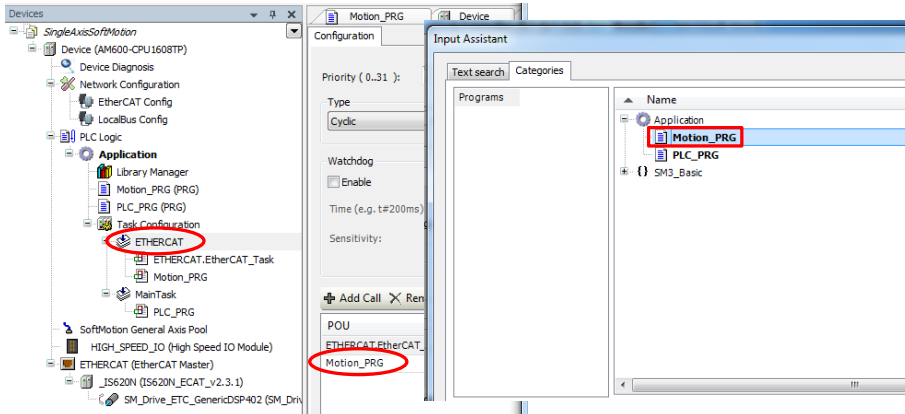 Devices
SingleAxisSoftMotion
Device (AM600-CPU1608TP)
Device Diagnosis
Network Configuration
EtherCAT Config
LocalBus Config
PLC Logic
Application
Library Manager
Motion_PRG (PRG)
PLC_PRG (PRG)
Task Configuration
ETHERCAT
ETHERCAT.EtherCAT_Task
Motion_PRG
MainTask
PLC_PRG
SoftMotion General Axis Pool
HIGH_SPEED_IO (High Speed IO Module)
ETHERCAT (EtherCAT Master)
_IS620N (IS620N_ECAT_v2.3.1)
SM_Drive_ETC_GenericDSP402 (SM_Driv
Motion_PRG
Device
Configuration
Priority ( 0..31 ):
Type
Cyclic
Watchdog
Enable
Time (e.g. t#200ms)
Sensitivity:
Add Call
Ren
POU
ETHERCAT.EtherCAT_
Motion_PRG
Input Assistant
Text search
Categories
Programs
Name
Application
Motion_PRG
PLC_PRG
{} SM3_Basic